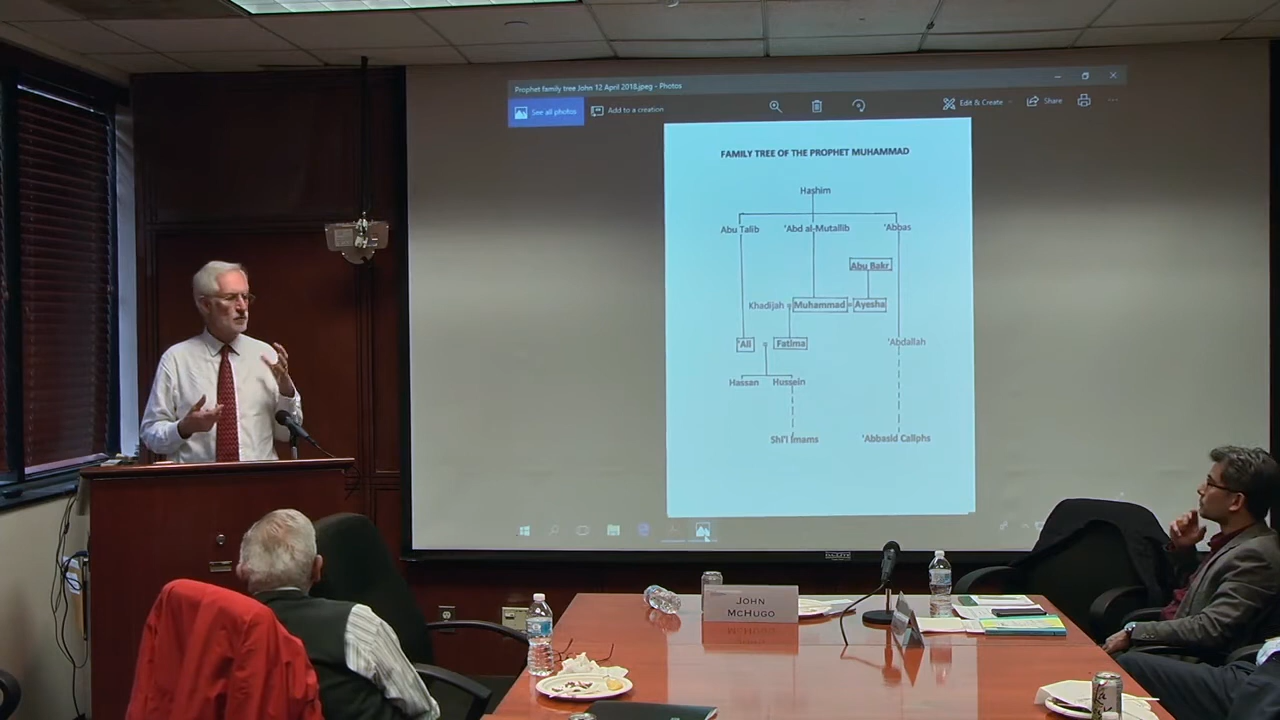 Prophet family tree John 12 April 2018.jpeg - Photos
See all photos
Add to a creation
Edit & Create
Share
FAMILY TREE OF THE PROPHET MUHAMMAD
Hashim
Abu Talib
'Abd al-Mutallib
'Abbas
Abu Bakr
Khadijah = Muhammad = Ayesha
'Ali = Fatima
'Abdallah
Hassan
Hussein
Shi'i Imams
'Abbasid Caliphs
JOHN
MCHUGO